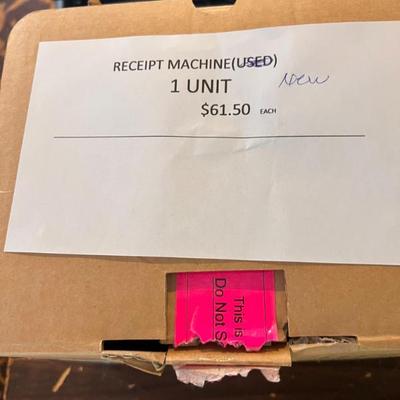 RECEIPT MACHINE(USED)
New
1 UNIT
$61.50 EACH
This is
Do Not S